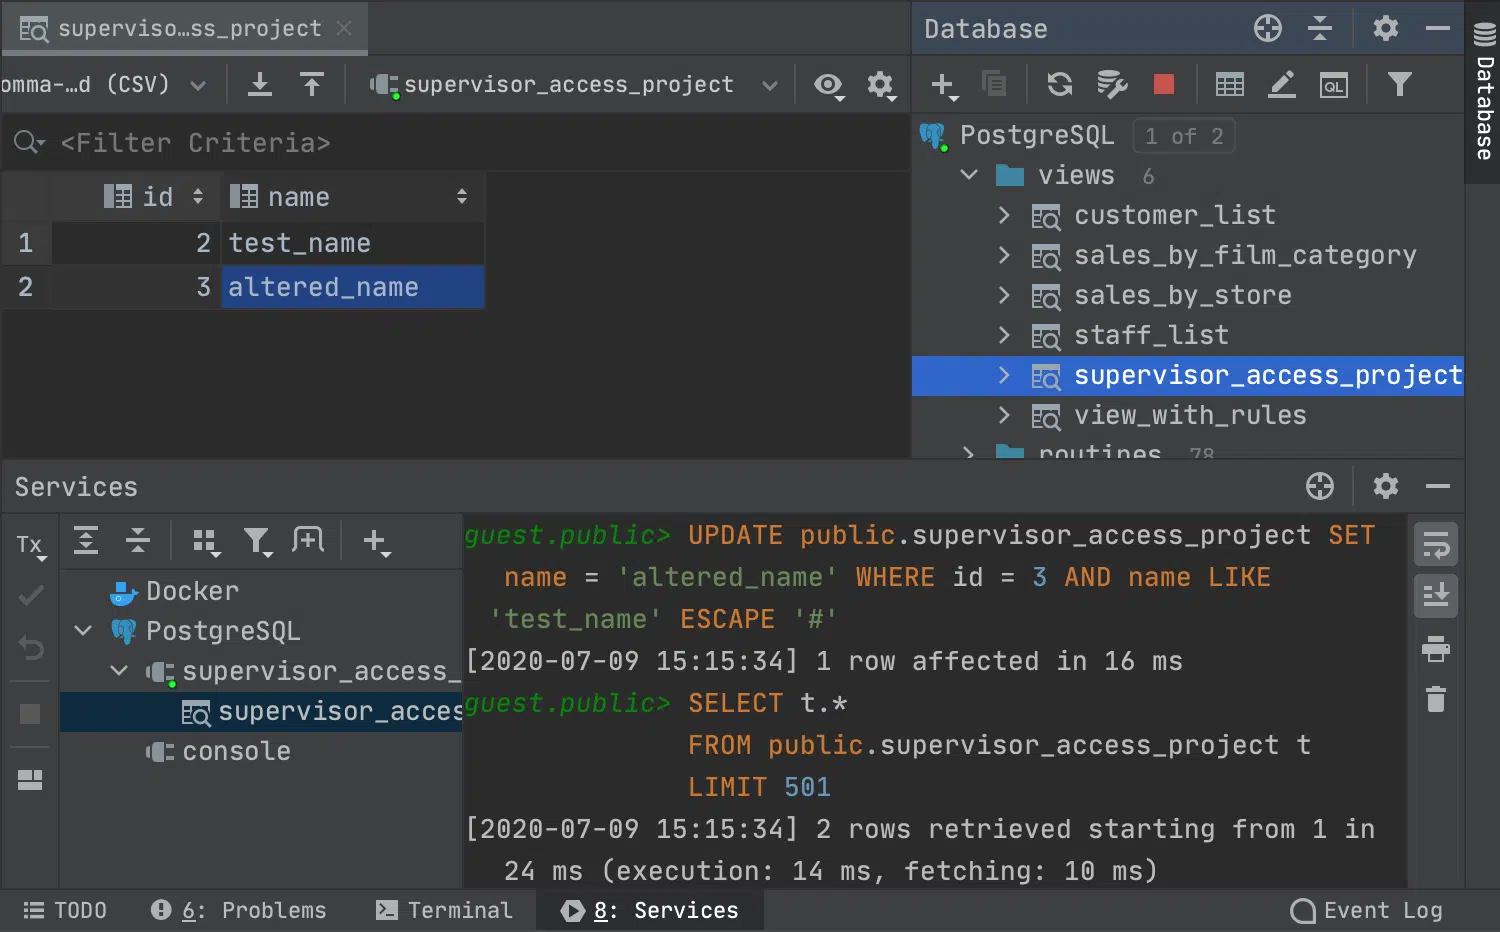 superviso…ss_project
Database
omma-…d (CSV)
supervisor_access_project
<Filter Criteria>
id
name
1
2
test_name
2
3
altered_name
PostgreSQL
1 of 2
views 6
customer_list
sales_by_film_category
sales_by_store
staff_list
supervisor_access_project
view_with_rules
routines 78
Database
Services
Tx
Docker
PostgreSQL
supervisor_access_
supervisor_acces
console
guest.public> UPDATE public.supervisor_access_project SET
name = 'altered_name' WHERE id = 3 AND name LIKE
'test_name' ESCAPE '#'
[2020-07-09 15:15:34] 1 row affected in 16 ms
guest.public> SELECT t.*
FROM public.supervisor_access_project t
LIMIT 501
[2020-07-09 15:15:34] 2 rows retrieved starting from 1 in
24 ms (execution: 14 ms, fetching: 10 ms)
TODO
6: Problems
Terminal
8: Services
Event Log